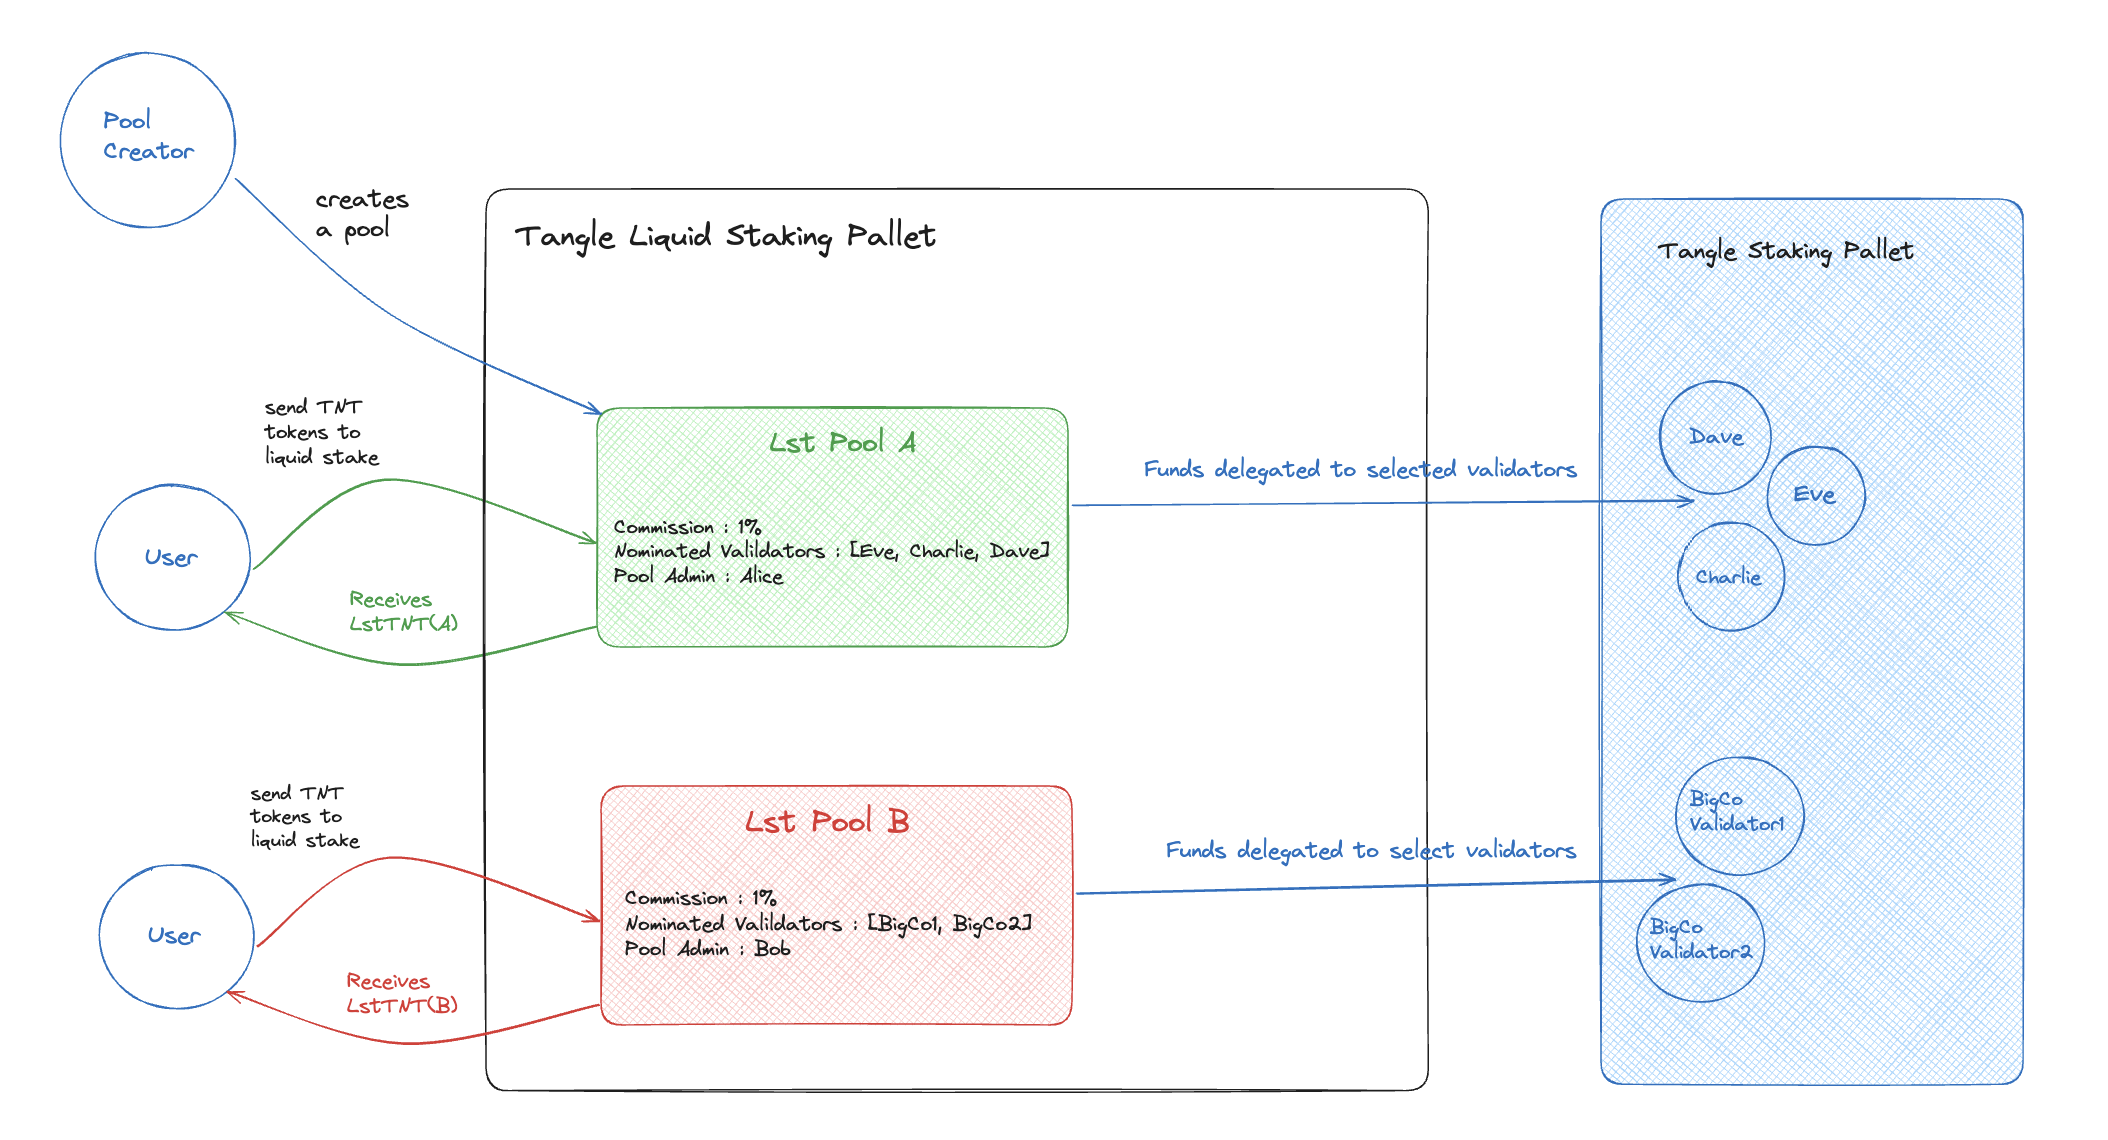 Pool
Creator
creates
a pool
Tangle Liquid Staking Pallet
Tangle Staking Pallet
send TNT
tokens to
liquid stake
User
Receives
LstTNT(A)
Lst Pool A
Commission : 1%
Nominated Valildators : [Eve, Charlie, Dave]
Pool Admin : Alice
Funds delegated to selected validators
Dave
Eve
Charlie
send TNT
tokens to
liquid stake
User
Receives
LstTNT(B)
Lst Pool B
Commission : 1%
Nominated Valildators : [BigCo1, BigCo2]
Pool Admin : Bob
Funds delegated to select validators
BigCo
Validator1
BigCo
Validator2